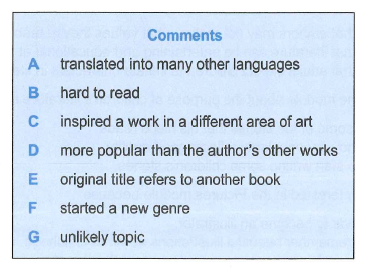 Comments
A translated into many other languages
B hard to read
C inspired a work in a different area of art
D more popular than the author's other works
E original title refers to another book
F started a new genre
G unlikely topic